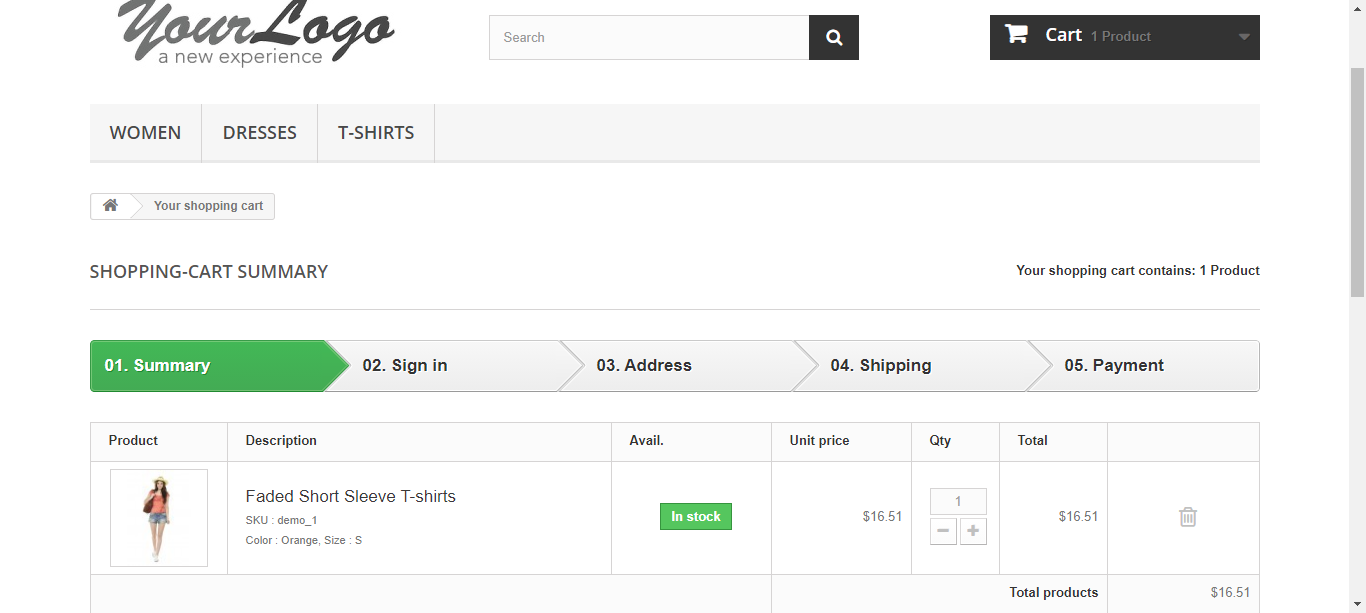 YourLogo
a new experience
Search
Cart 1 Product
WOMEN DRESSES T-SHIRTS
Your shopping cart
SHOPPING-CART SUMMARY
Your shopping cart contains: 1 Product
01. Summary 02. Sign in 03. Address 04. Shipping 05. Payment
Product Description Avail. Unit price Qty Total
Faded Short Sleeve T-shirts
SKU : demo_1
Color : Orange, Size : S
In stock
$16.51
1
$16.51
Total products $16.51